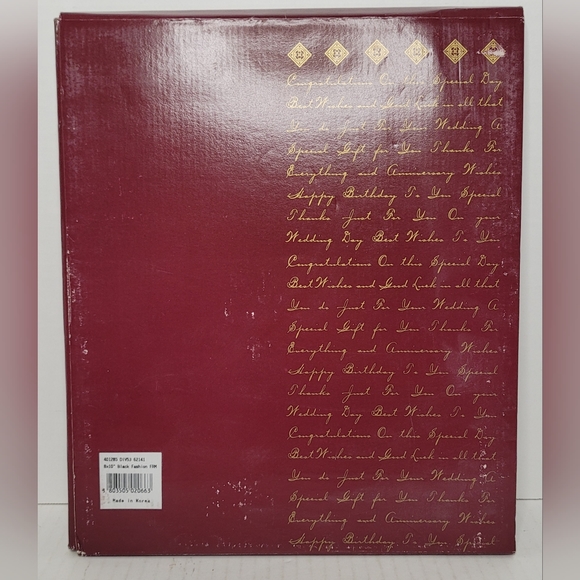 Congratulations On this Special Day
Best Wishes and Good Luck in all that
You do Just For Your Wedding A
Special Gift for You Thanks For
Everything and Anniversary Wishes
Happy Birthday To You Special
Thanks Just For You On your
Wedding Day Best Wishes To You
Congratulations On this Special Day
Best Wishes and Good Luck in all that
You do Just For Your Wedding A
Special Gift for You Thanks For
Everything and Anniversary Wishes
Happy Birthday To You Special
Thanks Just For You On your
Wedding Day Best Wishes To You
Congratulations On this Special Day
Best Wishes and Good Luck in all that
You do Just For Your Wedding A
Special Gift for You Thanks For
Everything and Anniversary Wishes
Happy Birthday To You Special
8x10" Black Fashion FRM
803503020663
Made in Korea